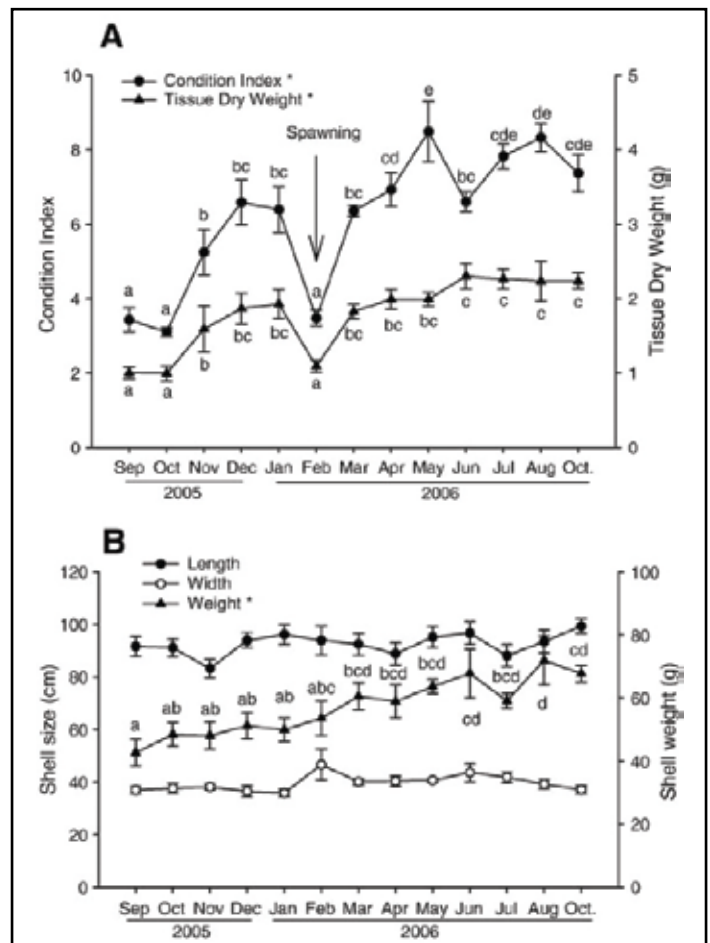 A
10
8
6
4
2
0
Condition Index
Condition Index *
Tissue Dry Weight *
Spawning
a
a
b
bc
bc
a
bc
cd
e
bc
cde
de
cde
a
a
b
bc
bc
a
bc
bc
bc
c
c
c
c
5
4
3
2
1
0
Tissue Dry Weight (g)
Sep Oct Nov Dec Jan Feb Mar Apr May Jun Jul Aug Oct.
2005 2006
B
Length
Width
Weight *
120
100
80
60
40
20
0
Shell size (cm)
a
ab
ab
ab
ab
abc
bcd
bcd
bcd
cd
bcd
d
cd
100
80
60
40
20
0
Shell weight (g)
Sep Oct Nov Dec Jan Feb Mar Apr May Jun Jul Aug Oct.
2005 2006